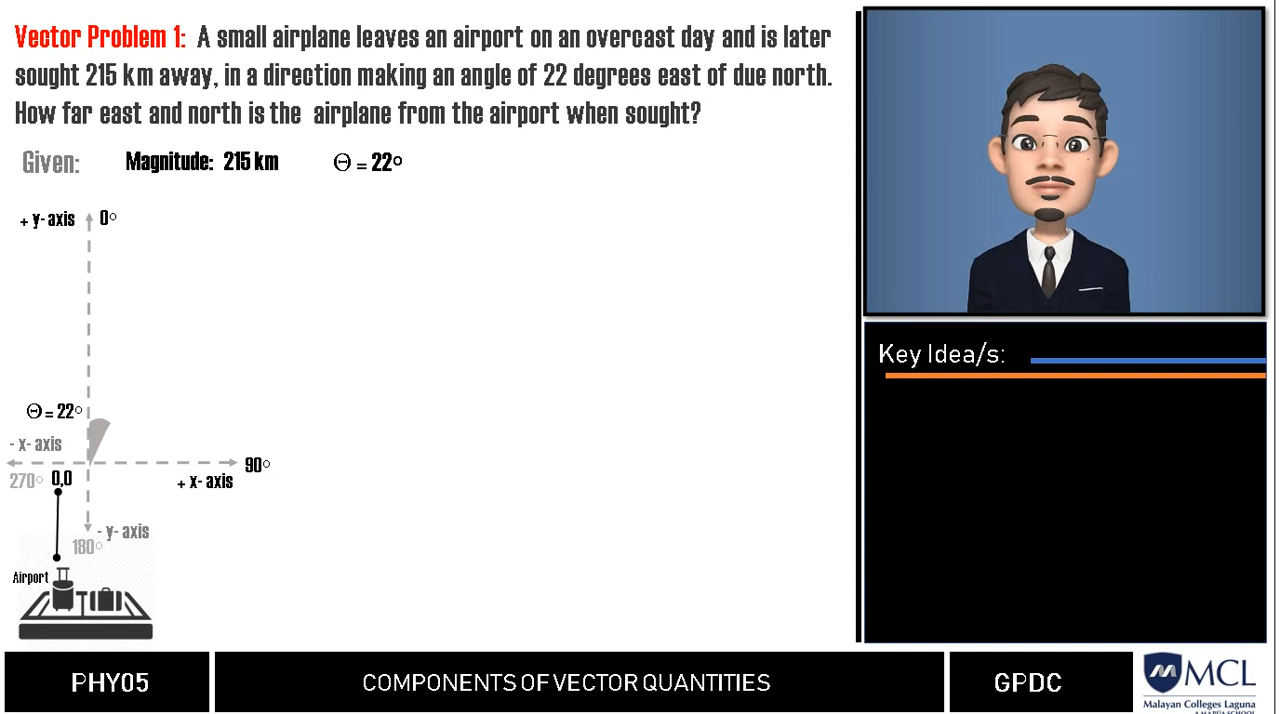 Vector Problem 1: A small airplane leaves an airport on an overcast day and is later
sought 215 km away, in a direction making an angle of 22 degrees east of due north.
How far east and north is the airplane from the airport when sought?
Given: Magnitude: 215 km Θ = 22°
+ y- axis 0°
Θ = 22°
- x- axis
90°
270° 0,0
+ x- axis
- y- axis
180°
Airport
Key Idea/s:
PHY05
COMPONENTS OF VECTOR QUANTITIES
GPDC
MCL
Malayan Colleges Laguna
A MAPÚA SCHOOL